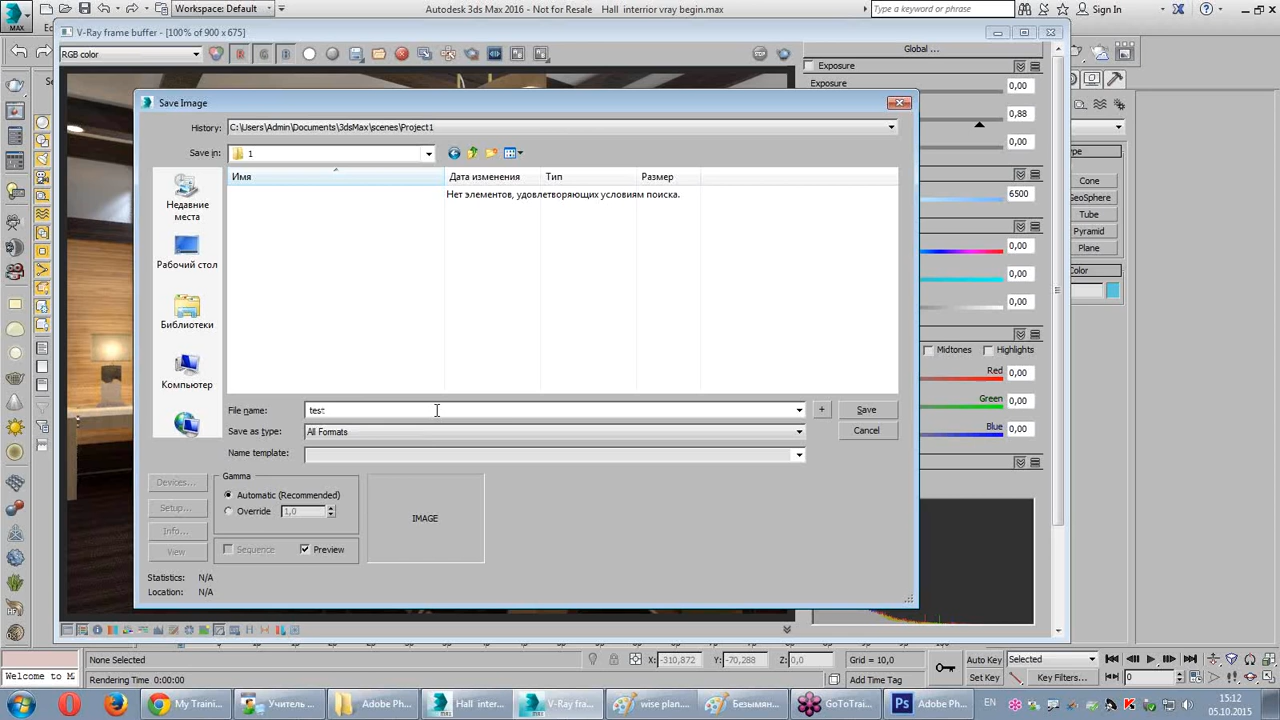 Workspace: Default
Autodesk 3ds Max 2016 - Not for Resale
Hall interior vray begin.max
Type a keyword or phrase
Sign In
MAX
V-Ray frame buffer - [100% of 900 x 675]
RGB color
Global ...
Exposure
Exposure 0,00
0,88
0,00
6500
0,00
0,00
0,00
Midtones Highlights
Red 0,00
Green 0,00
Blue 0,00
Save Image
History: C:\Users\Admin\Documents\3dsMax\scenes\Project1
Save in: 1
Имя Дата изменения Тип Размер
Нет элементов, удовлетворяющих условиям поиска.
Недавние места
Рабочий стол
Библиотеки
Компьютер
File name: test + Save
Save as type: All Formats Cancel
Name template:
Devices...
Setup...
Info...
View
Gamma
Automatic (Recommended)
Override 1,0
Sequence Preview
IMAGE
Statistics: N/A
Location: N/A
ype
Cone
GeoSphere
Tube
Pyramid
Plane
Color
None Selected X: -310,872 Y: -70,288 Z: 0,0 Grid = 10,0 Auto Key Selected
Welcome to M Rendering Time 0:00:00 Add Time Tag Set Key Key Filters... 0
My Traini... Учитель ... Adobe Ph... Hall inter... V-Ray fra... wise plan.... Безымян... GoToTrai... Adobe Ph... EN 15:12
05.10.2015